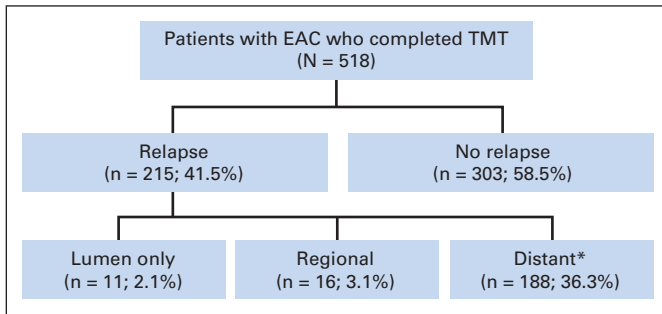 Patients with EAC who completed TMT
(N = 518)
Relapse
(n = 215; 41.5%)
No relapse
(n = 303; 58.5%)
Lumen only
(n = 11; 2.1%)
Regional
(n = 16; 3.1%)
Distant*
(n = 188; 36.3%)